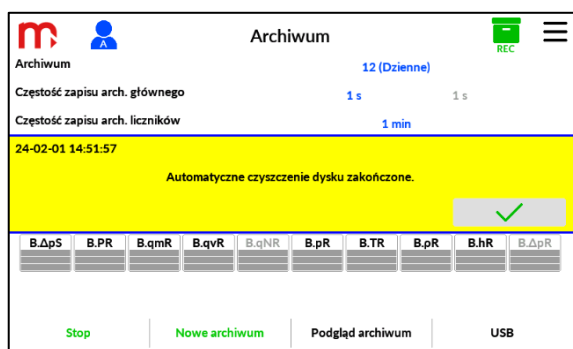 m
A
Archiwum
REC
Archiwum 12 (Dzienne)
Częstość zapisu arch. głównego 1 s 1 s
Częstość zapisu arch. liczników 1 min
24-02-01 14:51:57
Automatyczne czyszczenie dysku zakończone.
B.ΔpS B.PR B.qmR B.qvR B.qNR B.pR B.TR B.ρR B.hR B.ΔpR
Stop Nowe archiwum Podgląd archiwum USB